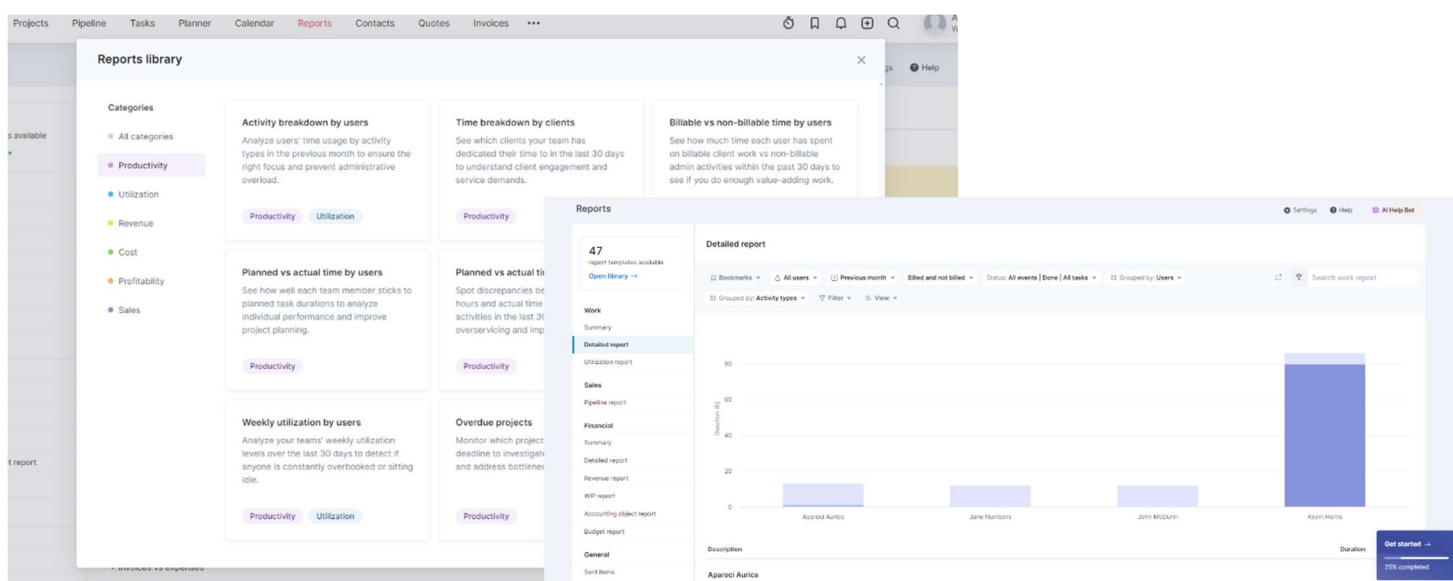 Projects Pipeline Tasks Planner Calendar Reports Contacts Quotes Invoices •••
Help
Reports library
Categories
All categories
Productivity
Utilization
Revenue
Cost
Profitability
Sales
s available
t report
Activity breakdown by users
Analyze users' time usage by activity
types in the previous month to ensure the
right focus and prevent administrative
overload.
Productivity Utilization
Time breakdown by clients
See which clients your team has
dedicated their time to in the last 30 days
to understand client engagement and
service demands.
Productivity
Billable vs non-billable time by users
See how much time each user has spent
on billable client work vs non-billable
admin activities within the past 30 days to
see if you do enough value-adding work.
Planned vs actual time by users
See how well each team member sticks to
planned task durations to analyze
individual performance and improve
project planning.
Productivity
Planned vs actual ti
Spot discrepancies be
hours and actual time
activities in the last 30
overservicing and imp
Productivity
Weekly utilization by users
Analyze your teams' weekly utilization
levels over the last 30 days to detect if
anyone is constantly overbooked or sitting
idle.
Productivity Utilization
Overdue projects
Monitor which project
deadline to investigate
and address bottlenec
Productivity
Invoices vs expenses
Reports
Settings Help AI Help Bot
47
report templates available
Open library →
Work
Summary
Detailed report
Utilization report
Sales
Pipeline report
Financial
Summary
Detailed report
Revenue report
WIP report
Accounting object report
Budget report
General
Sent items
Detailed report
Bookmarks All users Previous month Billed and not billed Status: All events | Done | All tasks Grouped by: Users Search work report
Grouped by: Activity types Filter View
Duration (h)
80
60
40
20
0
Apareci Aurica Jane Numbers John McDunn Kevin Harris
Description Duration
Apareci Aurica
Get started →
25% completed